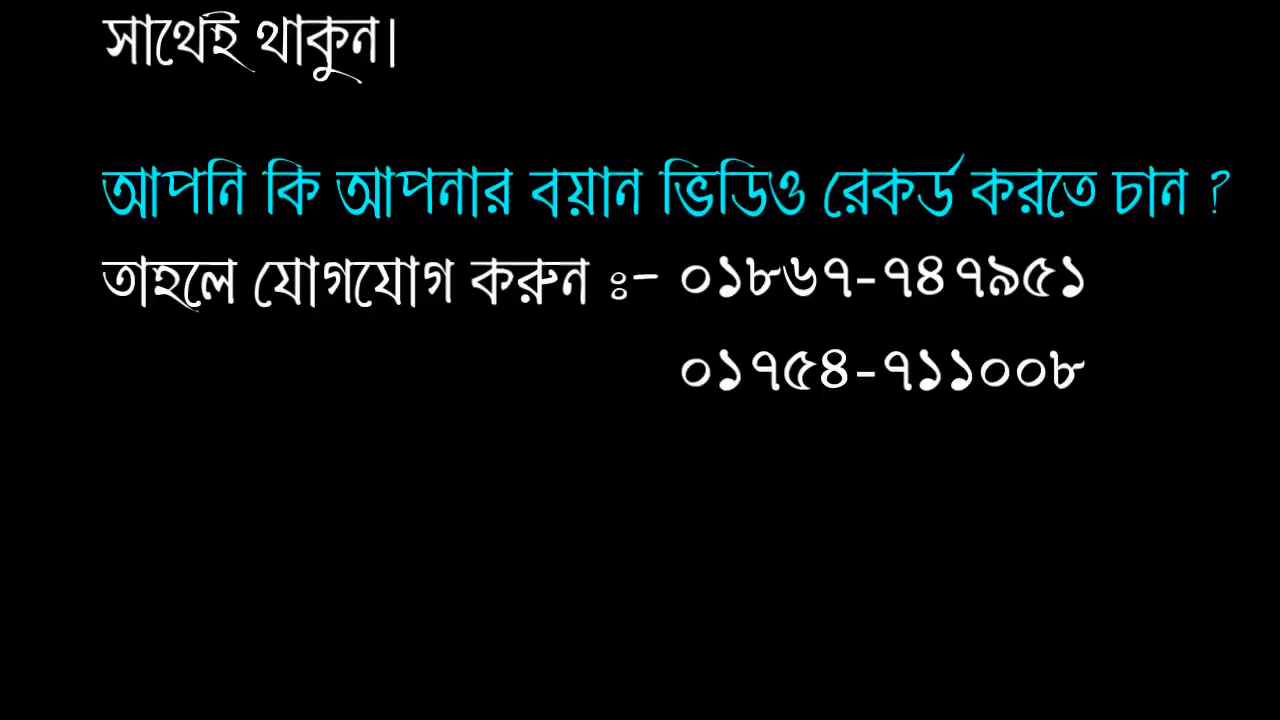 সাথেই থাকুন।
আপনি কি আপনার বয়ান ভিডিও রেকর্ড করতে চান ?
তাহলে যোগযোগ করুন ঃ- ০১৮৬৭-৭৪৭৯৫১
০১৭৫৪-৭১১০০৮